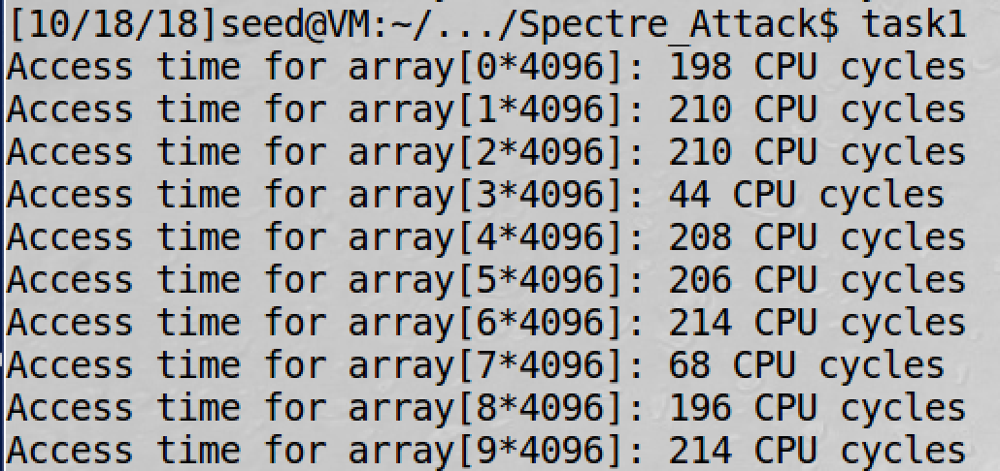 [10/18/18]seed@VM:~/.../Spectre_Attack$ task1
Access time for array[0*4096]: 198 CPU cycles
Access time for array[1*4096]: 210 CPU cycles
Access time for array[2*4096]: 210 CPU cycles
Access time for array[3*4096]: 44 CPU cycles
Access time for array[4*4096]: 208 CPU cycles
Access time for array[5*4096]: 206 CPU cycles
Access time for array[6*4096]: 214 CPU cycles
Access time for array[7*4096]: 68 CPU cycles
Access time for array[8*4096]: 196 CPU cycles
Access time for array[9*4096]: 214 CPU cycles